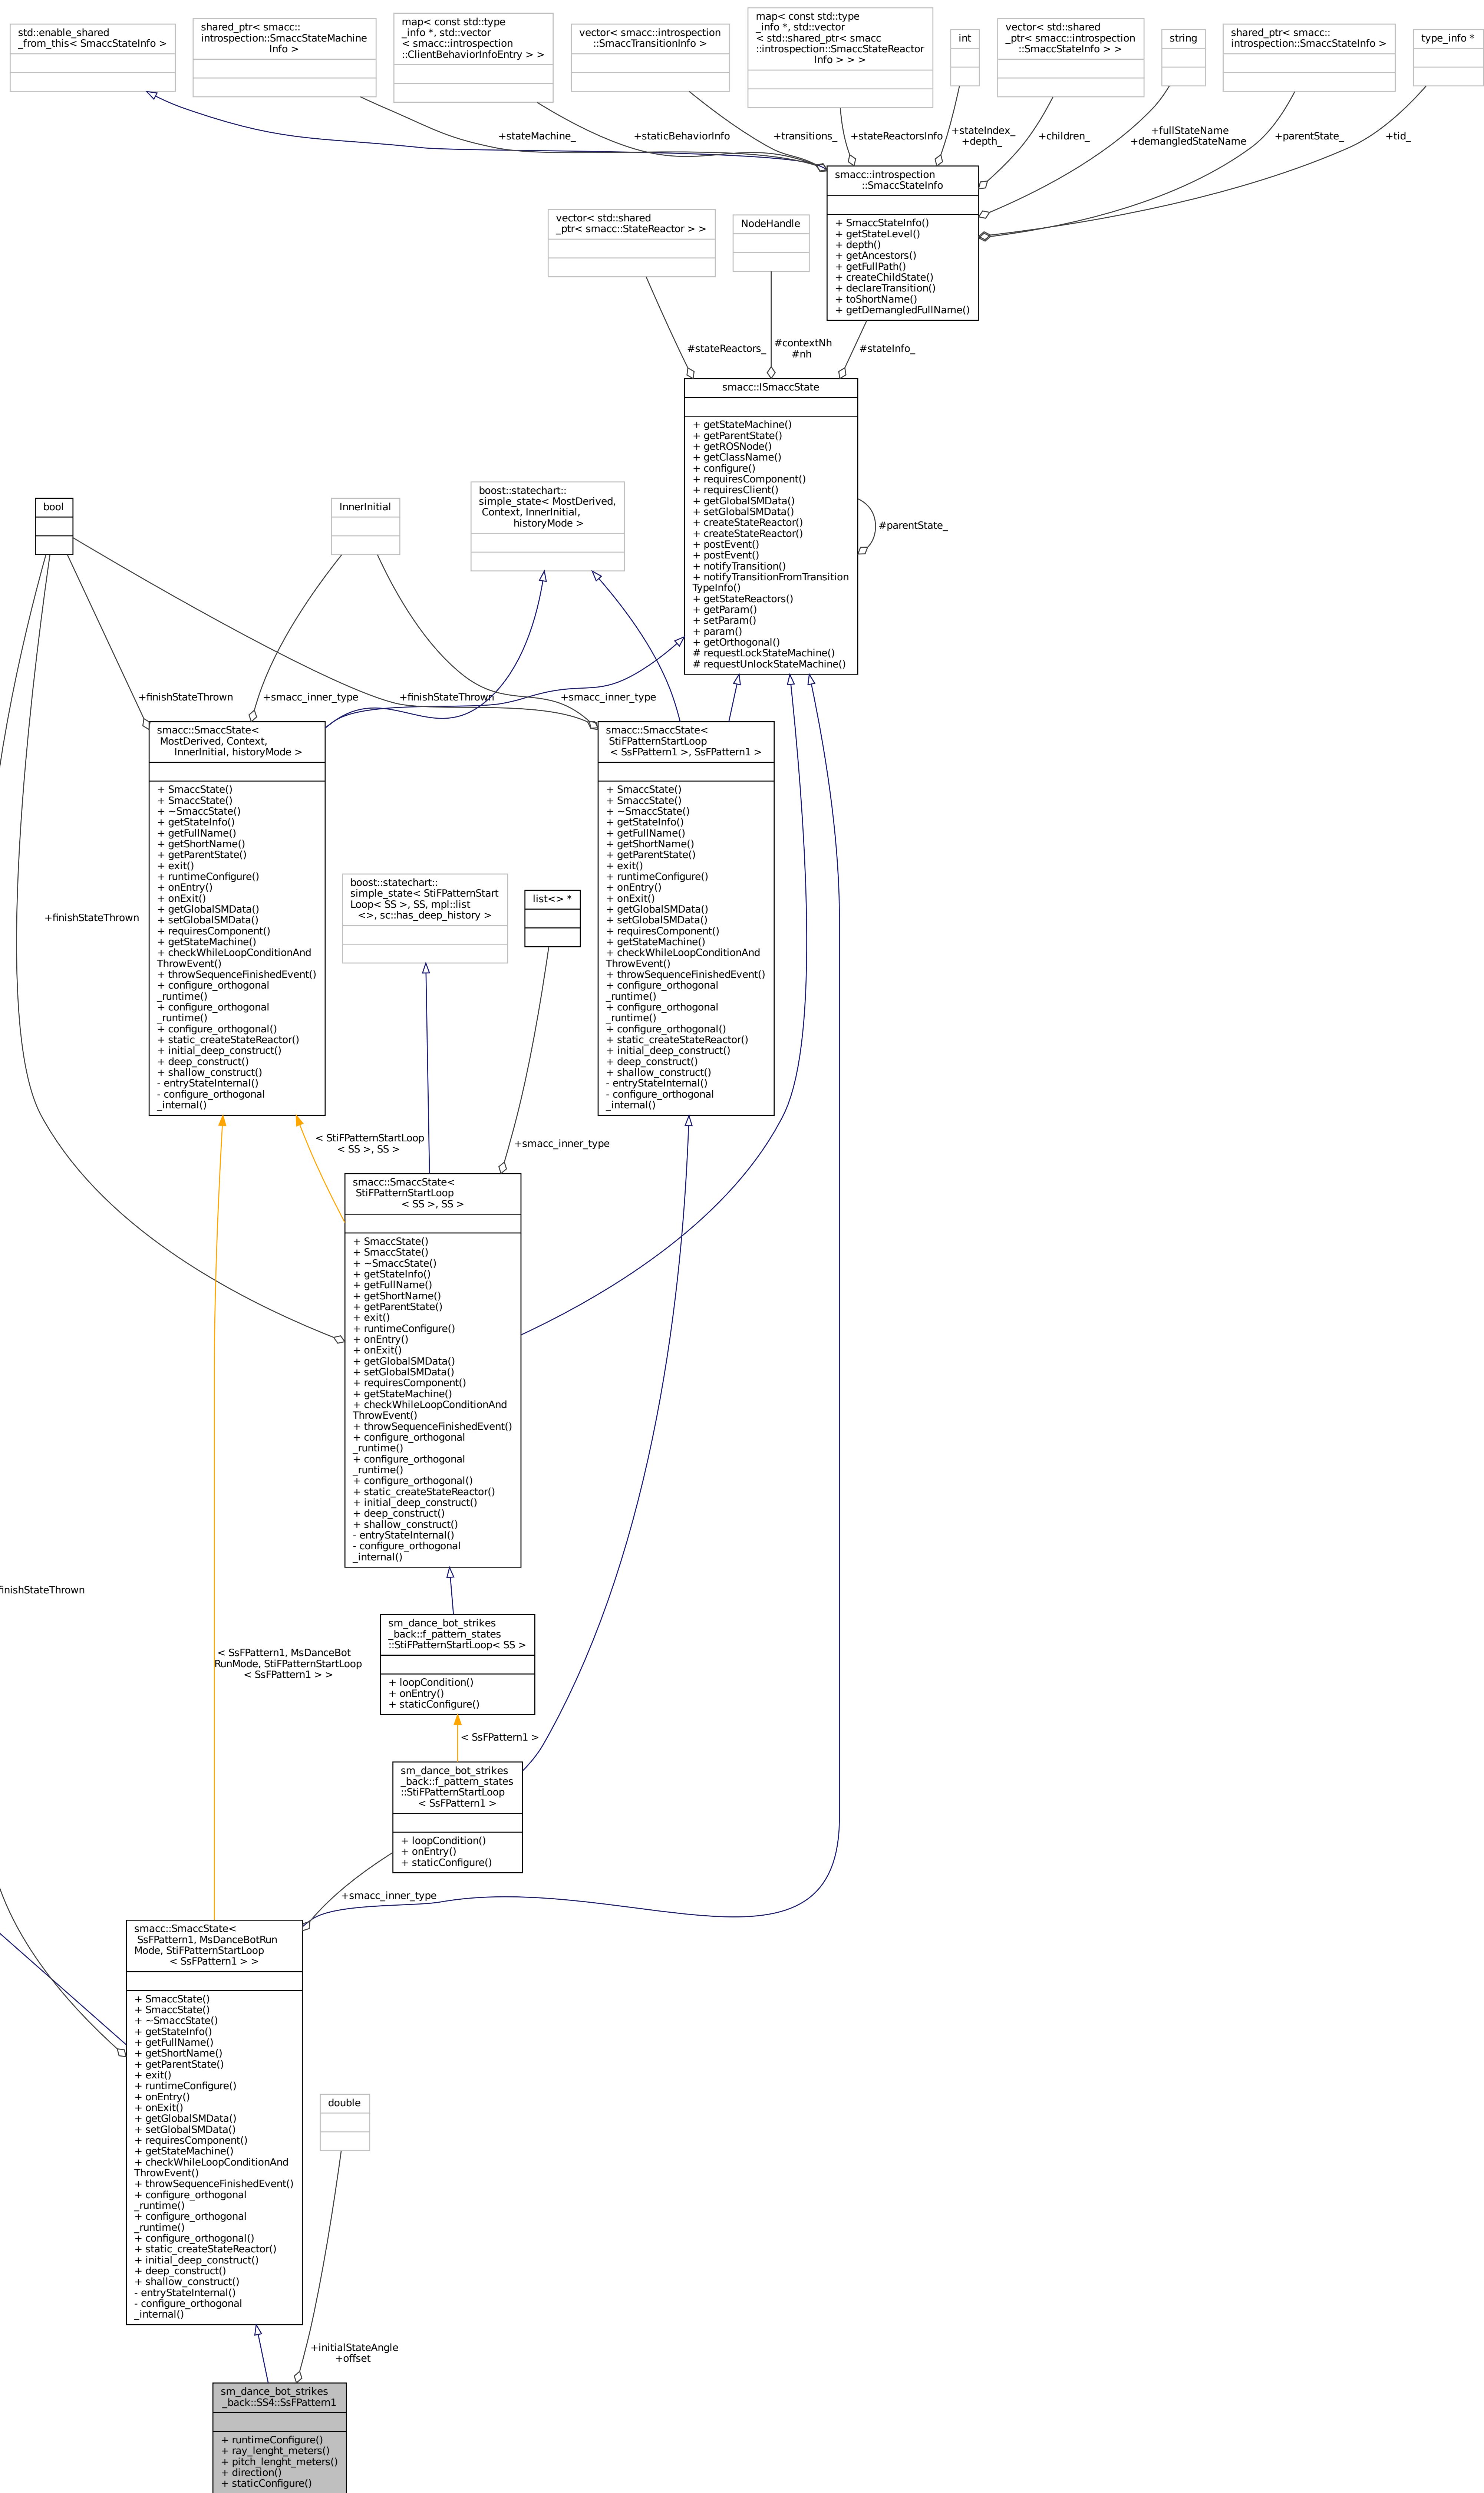 std::enable_shared
_from_this< SmaccStateInfo >
shared_ptr< smacc::
introspection::SmaccStateMachine
Info >
map< const std::type
_info *, std::vector
< smacc::introspection
::ClientBehaviorInfoEntry > >
vector< smacc::introspection
::SmaccTransitionInfo >
map< const std::type
_info *, std::vector
< std::shared_ptr< smacc
::introspection::SmaccStateReactor
Info > > >
int
vector< std::shared
_ptr< smacc::introspection
::SmaccStateInfo > >
string
shared_ptr< smacc::
introspection::SmaccStateInfo >
type_info *
+stateMachine_
+staticBehaviorInfo
+transitions_
+stateReactorsInfo
+stateIndex_
+depth_
+children_
+fullStateName
+demangledStateName
+parentState_
+tid_
smacc::introspection
::SmaccStateInfo
+ SmaccStateInfo()
+ getStateLevel()
+ depth()
+ getAncestors()
+ getFullPath()
+ createChildState()
+ declareTransition()
+ toShortName()
+ getDemangledFullName()
vector< std::shared
_ptr< smacc::StateReactor > >
NodeHandle
#stateReactors_
#contextNh
#nh
#stateInfo_
smacc::ISmaccState
+ getStateMachine()
+ getParentState()
+ getROSNode()
+ getClassName()
+ configure()
+ requiresComponent()
+ requiresClient()
+ getGlobalSMData()
+ setGlobalSMData()
+ createStateReactor()
+ createStateReactor()
+ postEvent()
+ postEvent()
+ notifyTransition()
+ notifyTransitionFromTransition
TypeInfo()
+ getStateReactors()
+ getParam()
+ setParam()
+ param()
+ getOrthogonal()
# requestLockStateMachine()
# requestUnlockStateMachine()
#parentState_
bool
InnerInitial
boost::statechart::
simple_state< MostDerived,
Context, InnerInitial,
historyMode >
+finishStateThrown
+smacc_inner_type
+finishStateThrown
+smacc_inner_type
smacc::SmaccState<
MostDerived, Context,
InnerInitial, historyMode >
+ SmaccState()
+ SmaccState()
+ ~SmaccState()
+ getStateInfo()
+ getFullName()
+ getShortName()
+ getParentState()
+ exit()
+ runtimeConfigure()
+ onEntry()
+ onExit()
+ getGlobalSMData()
+ setGlobalSMData()
+ requiresComponent()
+ getStateMachine()
+ checkWhileLoopConditionAnd
ThrowEvent()
+ throwSequenceFinishedEvent()
+ configure_orthogonal
_runtime()
+ configure_orthogonal
_runtime()
+ configure_orthogonal()
+ static_createStateReactor()
+ initial_deep_construct()
+ deep_construct()
+ shallow_construct()
- entryStateInternal()
- configure_orthogonal
_internal()
smacc::SmaccState<
StiFPatternStartLoop
< SsFPattern1 >, SsFPattern1 >
+ SmaccState()
+ SmaccState()
+ ~SmaccState()
+ getStateInfo()
+ getFullName()
+ getShortName()
+ getParentState()
+ exit()
+ runtimeConfigure()
+ onEntry()
+ onExit()
+ getGlobalSMData()
+ setGlobalSMData()
+ requiresComponent()
+ getStateMachine()
+ checkWhileLoopConditionAnd
ThrowEvent()
+ throwSequenceFinishedEvent()
+ configure_orthogonal
_runtime()
+ configure_orthogonal
_runtime()
+ configure_orthogonal()
+ static_createStateReactor()
+ initial_deep_construct()
+ deep_construct()
+ shallow_construct()
- entryStateInternal()
- configure_orthogonal
_internal()
+finishStateThrown
boost::statechart::
simple_state< StiFPatternStart
Loop< SS >, SS, mpl::list
<>, sc::has_deep_history >
list<> *
< StiFPatternStartLoop
< SS >, SS >
+smacc_inner_type
smacc::SmaccState<
StiFPatternStartLoop
< SS >, SS >
+ SmaccState()
+ SmaccState()
+ ~SmaccState()
+ getStateInfo()
+ getFullName()
+ getShortName()
+ getParentState()
+ exit()
+ runtimeConfigure()
+ onEntry()
+ onExit()
+ getGlobalSMData()
+ setGlobalSMData()
+ requiresComponent()
+ getStateMachine()
+ checkWhileLoopConditionAnd
ThrowEvent()
+ throwSequenceFinishedEvent()
+ configure_orthogonal
_runtime()
+ configure_orthogonal
_runtime()
+ configure_orthogonal()
+ static_createStateReactor()
+ initial_deep_construct()
+ deep_construct()
+ shallow_construct()
- entryStateInternal()
- configure_orthogonal
_internal()
finishStateThrown
sm_dance_bot_strikes
_back::f_pattern_states
::StiFPatternStartLoop< SS >
+ loopCondition()
+ onEntry()
+ staticConfigure()
< SsFPattern1, MsDanceBot
RunMode, StiFPatternStartLoop
< SsFPattern1 > >
< SsFPattern1 >
sm_dance_bot_strikes
_back::f_pattern_states
::StiFPatternStartLoop
< SsFPattern1 >
+ loopCondition()
+ onEntry()
+ staticConfigure()
+smacc_inner_type
smacc::SmaccState<
SsFPattern1, MsDanceBotRun
Mode, StiFPatternStartLoop
< SsFPattern1 > >
+ SmaccState()
+ SmaccState()
+ ~SmaccState()
+ getStateInfo()
+ getFullName()
+ getShortName()
+ getParentState()
+ exit()
+ runtimeConfigure()
+ onEntry()
+ onExit()
+ getGlobalSMData()
+ setGlobalSMData()
+ requiresComponent()
+ getStateMachine()
+ checkWhileLoopConditionAnd
ThrowEvent()
+ throwSequenceFinishedEvent()
+ configure_orthogonal
_runtime()
+ configure_orthogonal
_runtime()
+ configure_orthogonal()
+ static_createStateReactor()
+ initial_deep_construct()
+ deep_construct()
+ shallow_construct()
- entryStateInternal()
- configure_orthogonal
_internal()
double
+initialStateAngle
+offset
sm_dance_bot_strikes
_back::SS4::SsFPattern1
+ runtimeConfigure()
+ ray_lenght_meters()
+ pitch_lenght_meters()
+ direction()
+ staticConfigure()